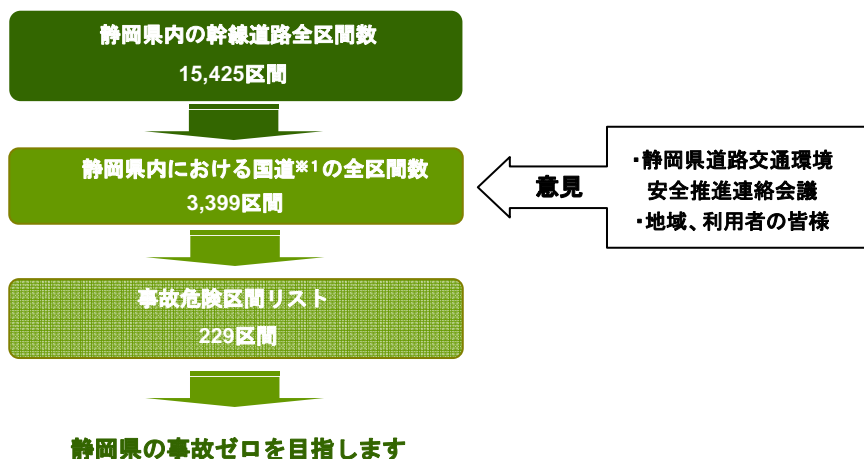 静岡県内の幹線道路全区間数
15,425区間
静岡県内における国道※1の全区間数
3,399区間
意見
・静岡県道路交通環境
安全推進連絡会議
・地域、利用者の皆様
事故危険区間リスト
229区間
静岡県の事故ゼロを目指します